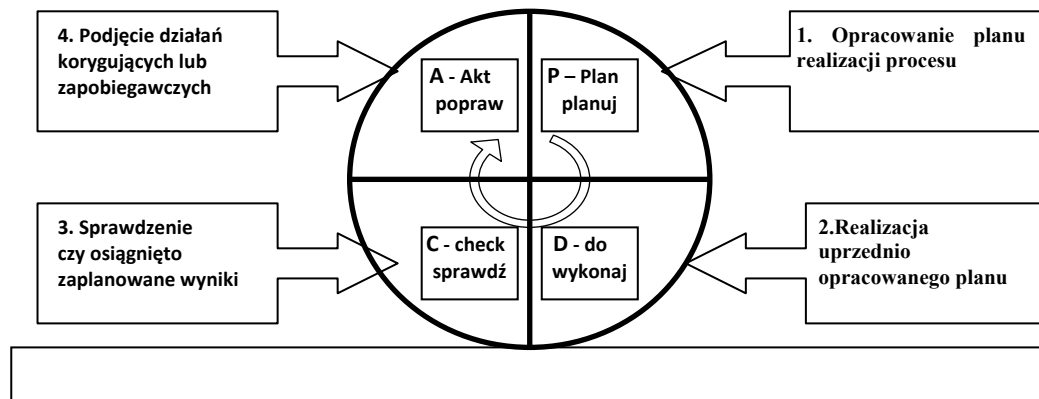 4. Podjęcie działań
korygujących lub
zapobiegawczych
A - Akt
popraw
P – Plan
planuj
1. Opracowanie planu
realizacji procesu
3. Sprawdzenie
czy osiągnięto
zaplanowane wyniki
C - check
sprawdź
D - do
wykonaj
2.Realizacja
uprzednio
opracowanego planu